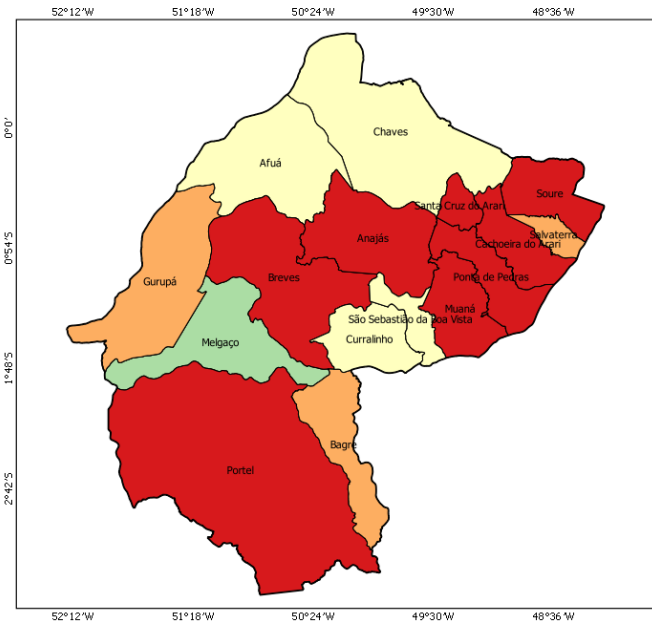 52°12'W 51°18'W 50°24'W 49°30'W 48°36'W
0°0'
Chaves
Afuá
Soure
Santa Cruz do Arari
Salvaterra
Anajás
Cachoeira do Arari
0°54'S
Breves
Ponta de Pedras
Gurupá
Muaná
São Sebastião da Boa Vista
Melgaço
Curralinho
1°48'S
Bagre
Portel
2°42'S
52°12'W 51°18'W 50°24'W 49°30'W 48°36'W